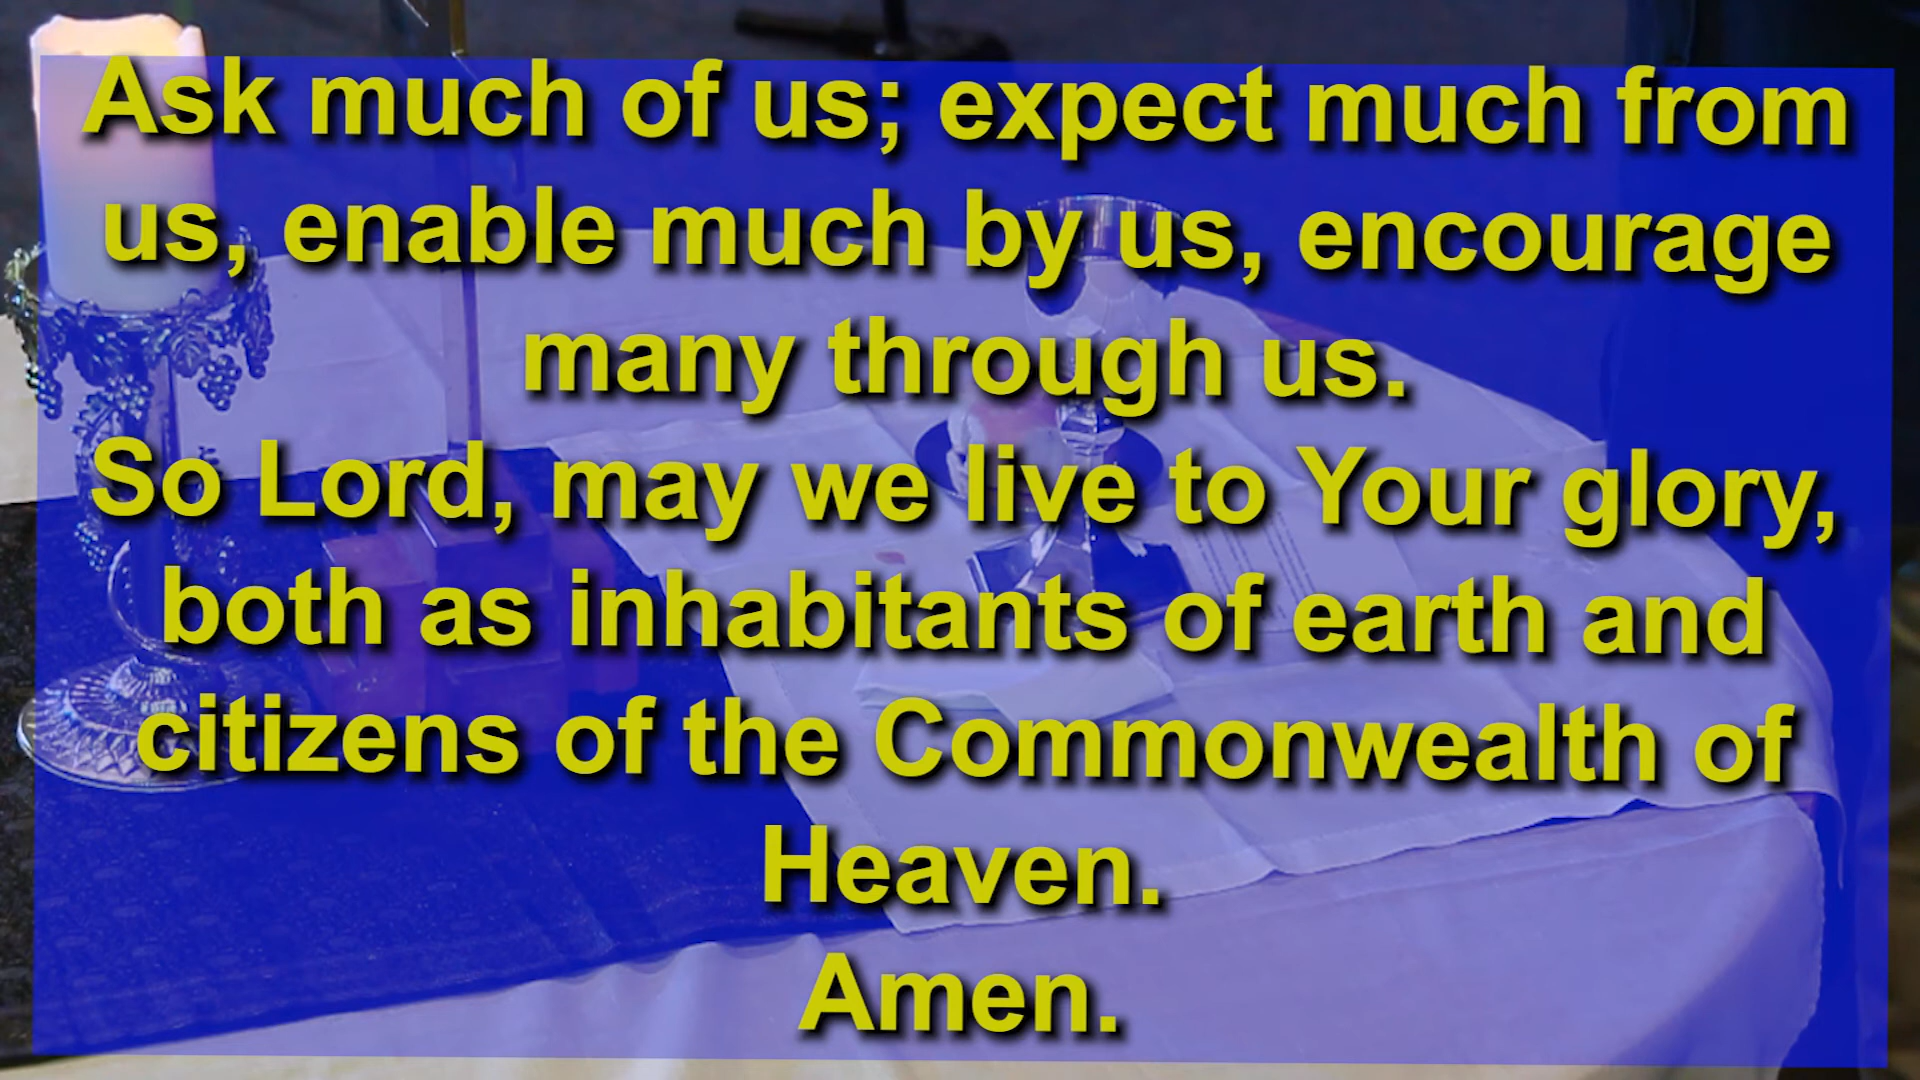 Ask much of us; expect much from
us, enable much by us, encourage
many through us.
So Lord, may we live to Your glory,
both as inhabitants of earth and
citizens of the Commonwealth of
Heaven.
Amen.